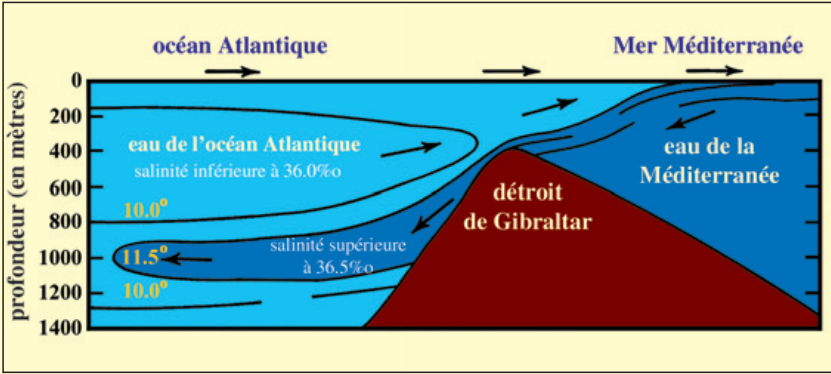 océan Atlantique
Mer Méditerranée
profondeur (en mètres)
0
200
400
600
800
1000
1200
1400
eau de l'océan Atlantique
salinité inférieure à 36.0%o
10.0°
11.5°
10.0°
salinité supérieure
à 36.5%o
détroit
de Gibraltar
eau de la
Méditerranée